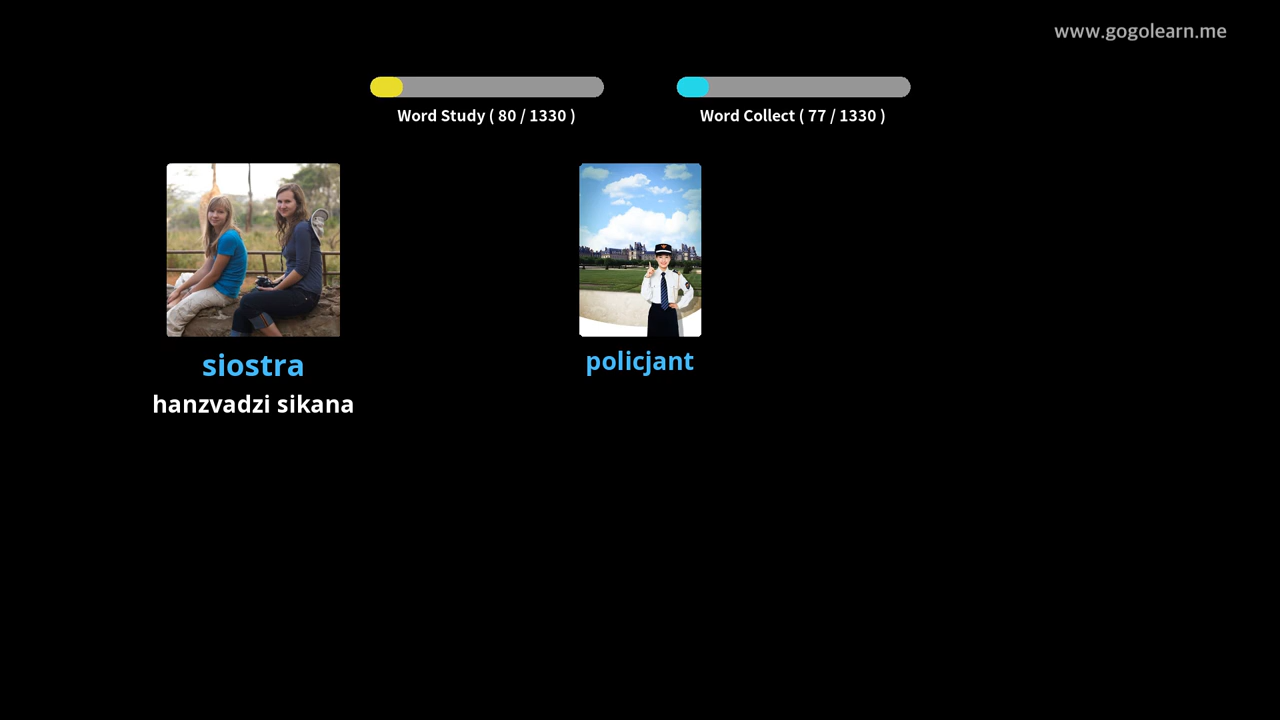 www.gogolearn.me
Word Study ( 80 / 1330 )
Word Collect ( 77 / 1330 )
siostra
policjant
hanzvadzi sikana